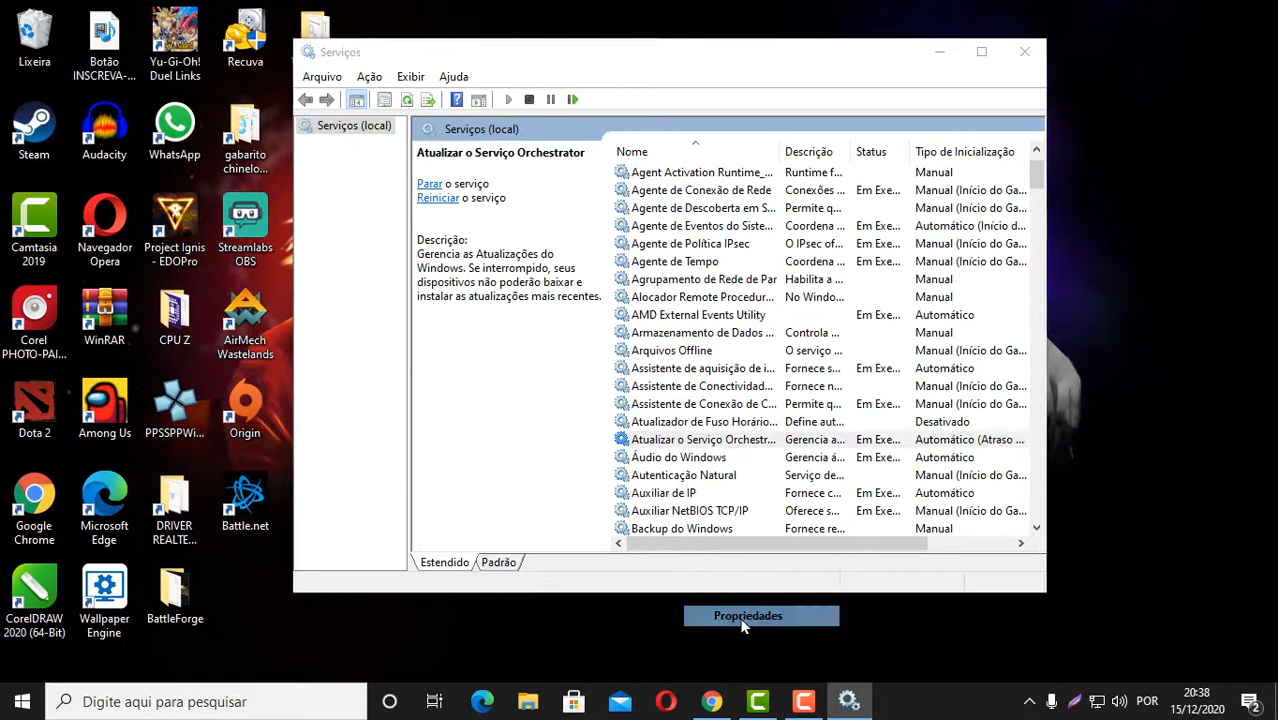 Lixeira
Botão
INSCREVA-...
Yu-Gi-Oh!
Duel Links
Recuva
Steam
Audacity
WhatsApp
gabarito
chinelo...
Camtasia
2019
Navegador
Opera
Project Ignis
- EDOPro
Streamlabs
OBS
Corel
PHOTO-PAI...
WinRAR
CPU Z
AirMech
Wastelands
Dota 2
Among Us
PPSSPPWi...
Origin
Google
Chrome
Microsoft
Edge
DRIVER
REALTE...
Battle.net
CorelDRAW
2020 (64-Bit)
Wallpaper
Engine
BattleForge
Serviços
Arquivo Ação Exibir Ajuda
Serviços (local)
Serviços (local)
Atualizar o Serviço Orchestrator
Parar o serviço
Reiniciar o serviço
Descrição:
Gerencia as Atualizações do
Windows. Se interrompido, seus
dispositivos não poderão baixar e
instalar as atualizações mais recentes.
Nome Descrição Status Tipo de Inicialização
Agent Activation Runtime_... Runtime f... Manual
Agente de Conexão de Rede Conexões ... Em Exe... Manual (Início do Ga...
Agente de Descoberta em S... Permite q... Em Exe... Manual (Início do Ga...
Agente de Eventos do Siste... Coordena ... Em Exe... Automático (Início d...
Agente de Política IPsec O IPsec of... Em Exe... Manual (Início do Ga...
Agente de Tempo Coordena ... Em Exe... Manual (Início do Ga...
Agrupamento de Rede de Par Habilita a ... Manual
Alocador Remote Procedur... No Windo... Manual
AMD External Events Utility Em Exe... Automático
Armazenamento de Dados ... Controla ... Manual
Arquivos Offline O serviço ... Manual (Início do Ga...
Assistente de aquisição de i... Fornece s... Em Exe... Automático
Assistente de Conectividad... Fornece n... Manual (Início do Ga...
Assistente de Conexão de C... Permite q... Em Exe... Manual (Início do Ga...
Atualizador de Fuso Horário... Define aut... Desativado
Atualizar o Serviço Orchestr... Gerencia a... Em Exe... Automático (Atraso ...
Áudio do Windows Gerencia á... Em Exe... Automático
Autenticação Natural Serviço de... Manual (Início do Ga...
Auxiliar de IP Fornece c... Em Exe... Automático
Auxiliar NetBIOS TCP/IP Oferece s... Em Exe... Manual (Início do Ga...
Backup do Windows Fornece re... Manual
Estendido Padrão
Propriedades
Digite aqui para pesquisar
POR
20:38
15/12/2020
2